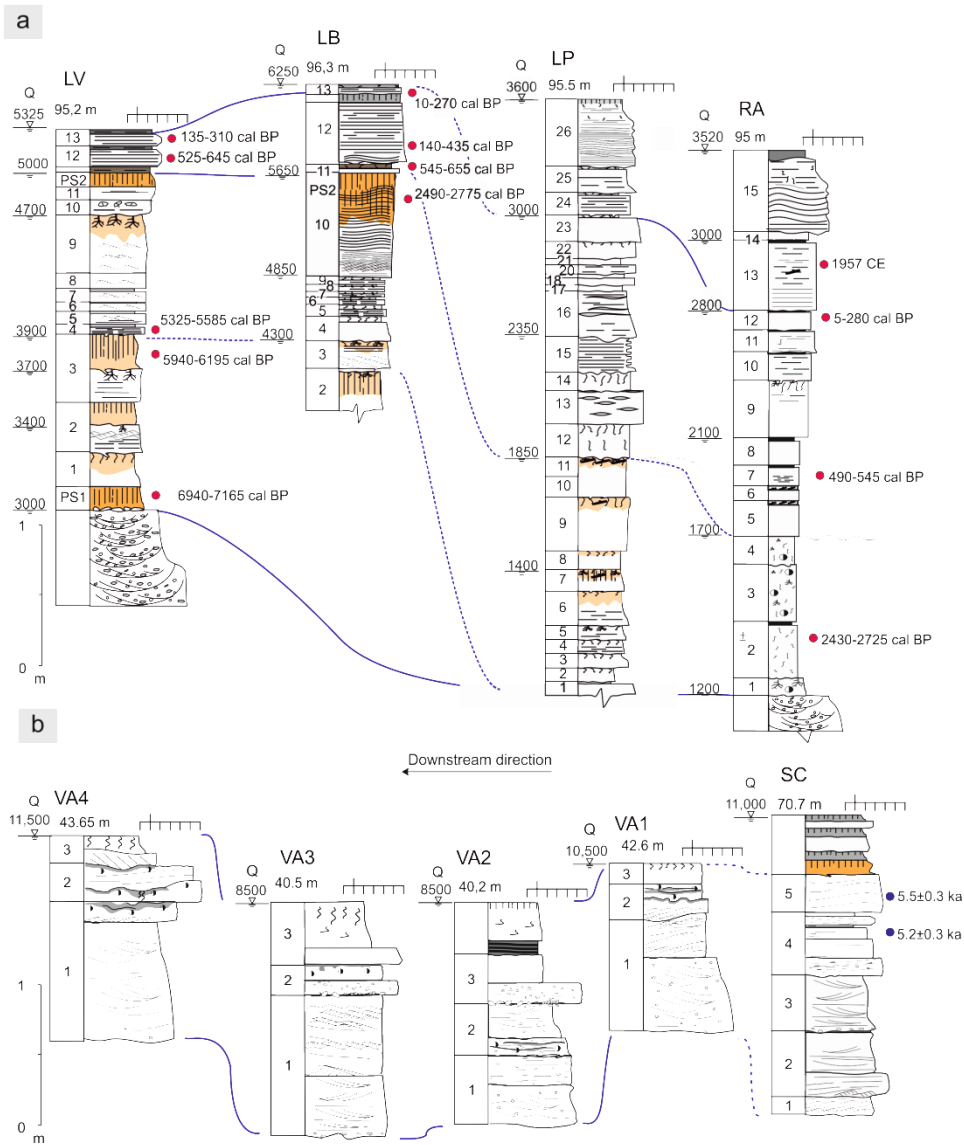 a
LV
Q
5325
95,2 m
13
12
PS2
11
10
9
8
7
6
5
4
3
2
1
PS1
5000
4700
3900
3700
3400
3000
135-310 cal BP
525-645 cal BP
5325-5585 cal BP
5940-6195 cal BP
6940-7165 cal BP
1
0
m
LB
Q
6250
96,3 m
13
12
11
PS2
10
9
8
7
6
5
4
3
2
5650
4850
4300
10-270 cal BP
140-435 cal BP
545-655 cal BP
2490-2775 cal BP
LP
Q
3600
95.5 m
26
25
24
23
22
21
20
18
17
16
15
14
13
12
11
10
9
8
7
6
5
4
3
2
1
3000
2350
1850
1400
RA
Q
3520
95 m
15
14
13
12
11
10
9
8
7
6
5
4
3
±
2
1
3000
2800
2100
1700
1200
1957 CE
5-280 cal BP
490-545 cal BP
2430-2725 cal BP
b
Downstream direction
VA4
Q
11,500
43.65 m
3
2
1
1
0
m
VA3
Q
8500
40.5 m
3
2
1
VA2
Q
8500
40,2 m
3
2
1
VA1
Q
10,500
42.6 m
3
2
1
SC
Q
11,000
70.7 m
5
4
3
2
1
5.5±0.3 ka
5.2±0.3 ka